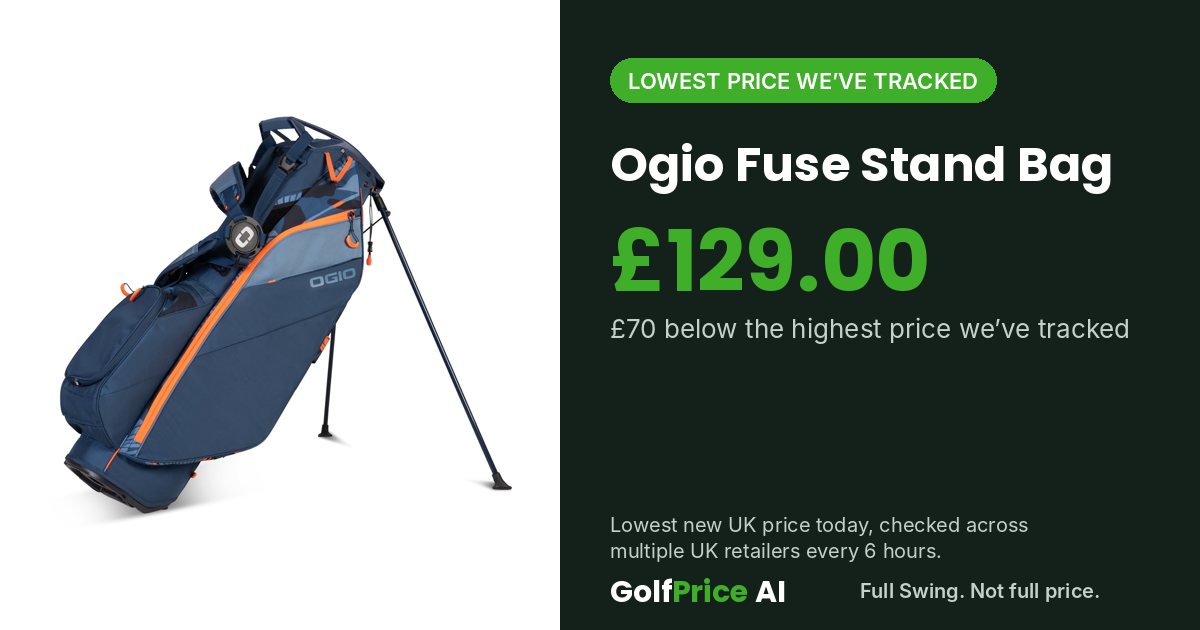 OGIO
LOWEST PRICE WE’VE TRACKED
Ogio Fuse Stand Bag
£129.00
£70 below the highest price we’ve tracked
Lowest new UK price today, checked across
multiple UK retailers every 6 hours.
GolfPrice AI
Full Swing. Not full price.